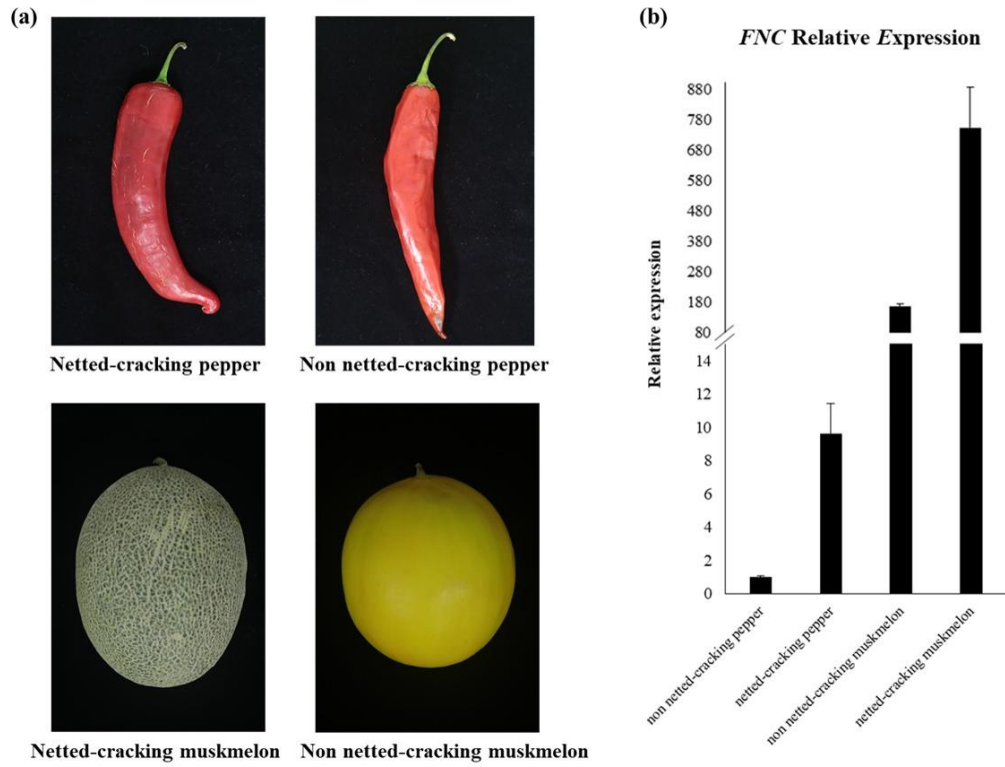 (a)
Netted-cracking pepper
Non netted-cracking pepper
Netted-cracking muskmelon
Non netted-cracking muskmelon
(b)
FNC Relative Expression
Relative expression
880
780
680
580
480
380
280
180
80
14
12
10
8
6
4
2
0
non netted-cracking pepper
netted-cracking pepper
non netted-cracking muskmelon
netted-cracking muskmelon